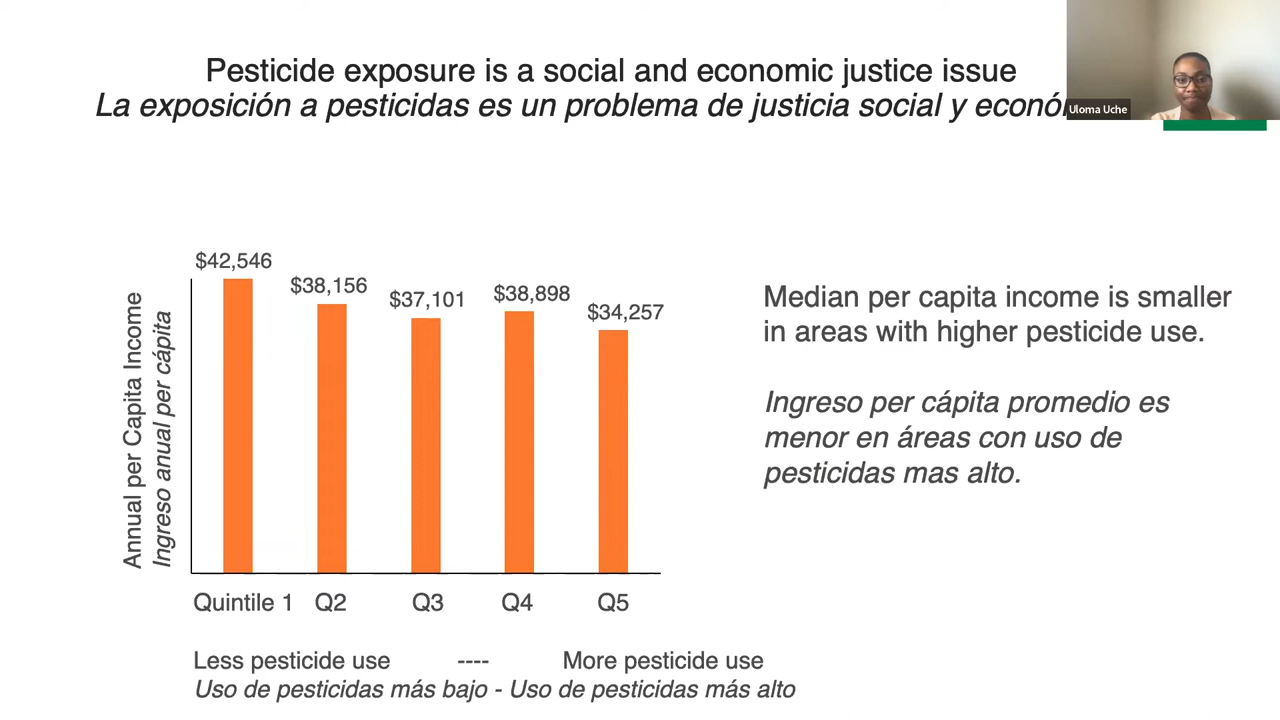 Pesticide exposure is a social and economic justice issue
La exposición a pesticidas es un problema de justicia social y
Uloma Uche
$42,546
$38,156
$37,101
$38,898
$34,257
Annual per Capita Income
Ingreso anual per cápita
Quintile 1 Q2 Q3 Q4 Q5
Less pesticide use ---- More pesticide use
Uso de pesticidas más bajo - Uso de pesticidas más alto
Median per capita income is smaller
in areas with higher pesticide use.
Ingreso per cápita promedio es
menor en áreas con uso de
pesticidas mas alto.